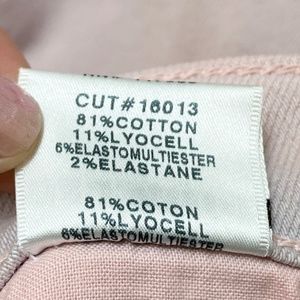 CUT#16013
81%COTTON
11%LYOCELL
6%ELASTOMULTIESTER
2%ELASTANE
81%COTON
11%LYOCELL
6%ELASTOMULTIESTER